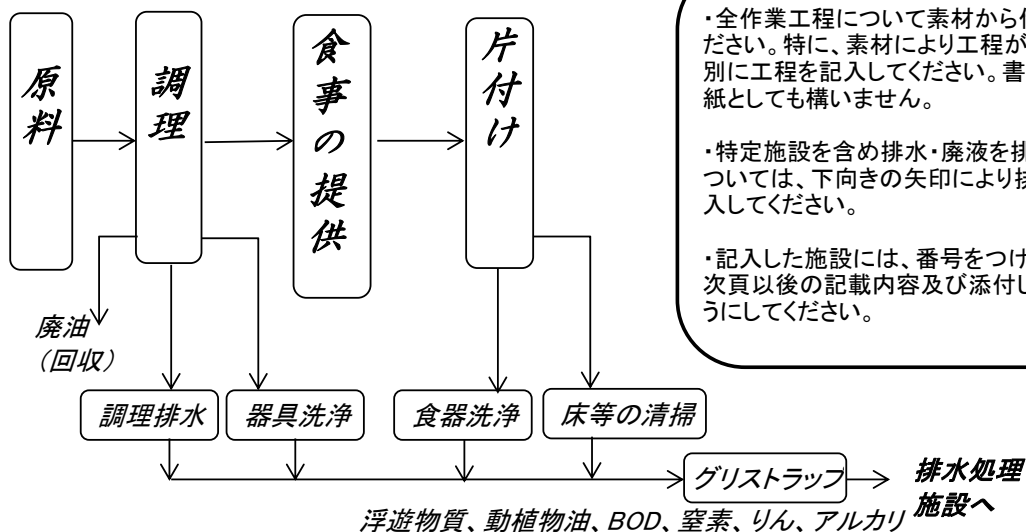 原料
調理
食事の提供
片付け
・全作業工程について素材から
ださい。特に、素材により工程が
別に工程を記入してください。書
紙としても構いません。
・特定施設を含め排水・廃液を排
ついては、下向きの矢印により排
入してください。
・記入した施設には、番号をつけ
次頁以後の記載内容及び添付し
うにしてください。
廃油
（回収）
調理排水
器具洗浄
食器洗浄
床等の清掃
グリストラップ
排水処理
施設へ
浮遊物質、動植物油、BOD、窒素、りん、アルカリ